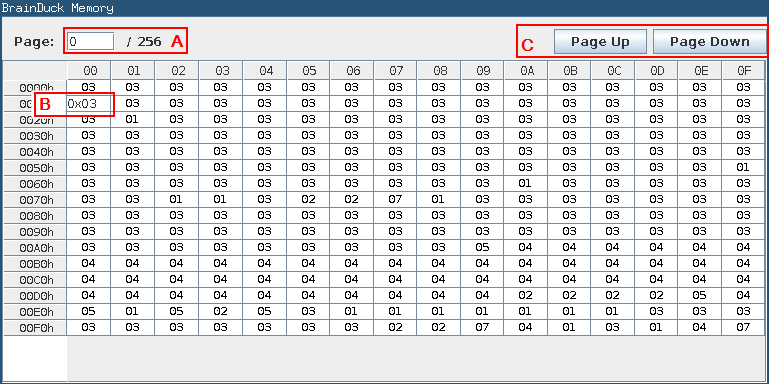 BrainDuck Memory
Page: 0 / 256 A C Page Up Page Down
00 01 02 03 04 05 06 07 08 09 0A 0B 0C 0D 0E 0F
0000h 03 03 03 03 03 03 03 03 03 03 03 03 03 03 03 03
B 0x03 03 03 03 03 03 03 03 03 03 03 03 03 03 03 03
0020h 03 01 03 03 03 03 03 03 03 03 03 03 03 03 03 03
0030h 03 03 03 03 03 03 03 03 03 03 03 03 03 03 03 03
0040h 03 03 03 03 03 03 03 03 03 03 03 03 03 03 03 03
0050h 03 03 03 03 03 03 03 03 03 03 03 03 03 03 03 01
0060h 03 03 03 03 03 03 03 03 03 03 01 03 03 03 03 03
0070h 03 03 01 01 03 02 02 07 01 03 03 03 03 03 03 03
0080h 03 03 03 03 03 03 03 03 03 03 03 03 03 03 03 03
0090h 03 03 03 03 03 03 03 03 03 03 03 03 03 03 03 03
00A0h 03 03 03 03 03 03 03 03 03 05 04 04 04 04 04 04
00B0h 04 04 04 04 04 04 04 04 04 04 04 04 04 04 04 04
00C0h 04 04 04 04 04 04 04 04 04 04 04 04 04 04 04 04
00D0h 04 04 04 04 04 04 04 04 04 04 02 02 02 02 05 04
00E0h 05 01 05 02 05 03 01 01 01 01 01 01 01 03 03 03
00F0h 03 03 03 03 03 03 02 02 07 04 01 03 01 04 07